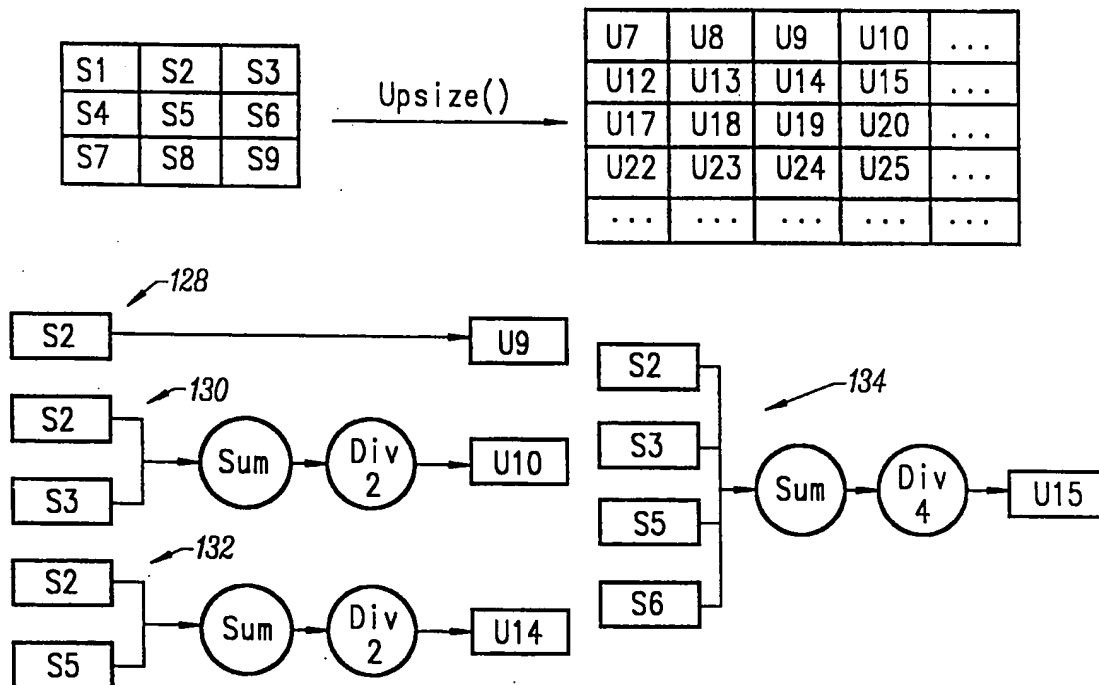 S1 S2 S3
S4 S5 S6
S7 S8 S9
Upsize()
U7 U8 U9 U10 ...
U12 U13 U14 U15 ...
U17 U18 U19 U20 ...
U22 U23 U24 U25 ...
... ... ... ... ...
128
S2 U9
130
S2
S3
Sum
Div
2
U10
132
S2
S5
Sum
Div
2
U14
134
S2
S3
S5
S6
Sum
Div
4
U15